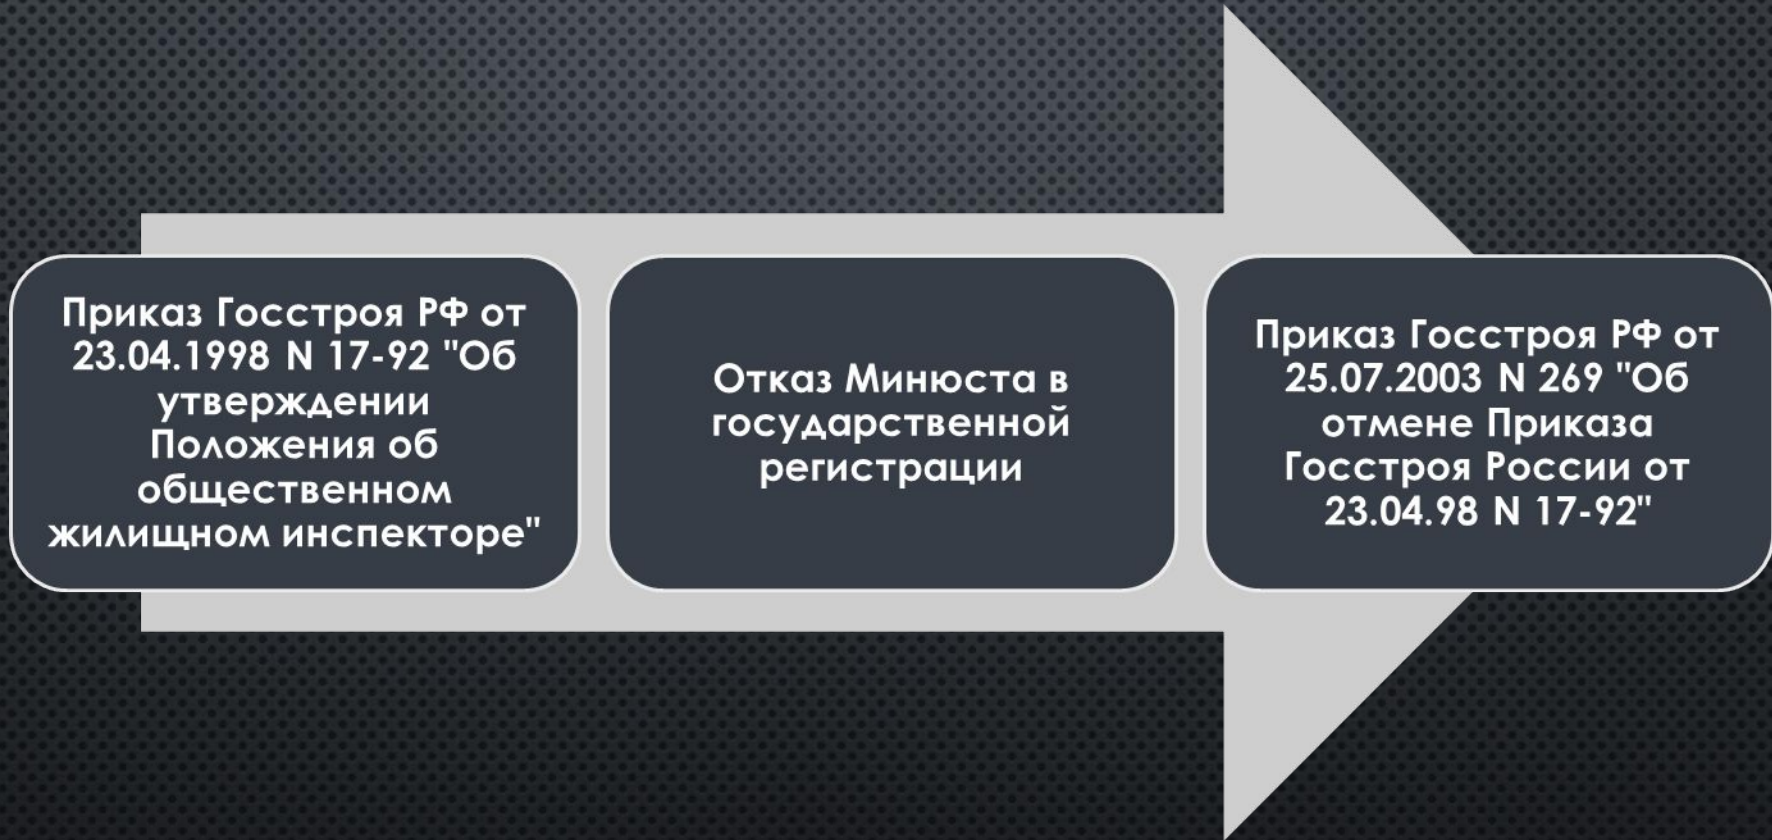 Приказ Госстроя РФ от
23.04.1998 N 17-92 "Об
утверждении
Положения об
общественном
жилищном инспекторе"
Отказ Минюста в
государственной
регистрации
Приказ Госстроя РФ от
25.07.2003 N 269 "Об
отмене Приказа
Госстроя России от
23.04.98 N 17-92"